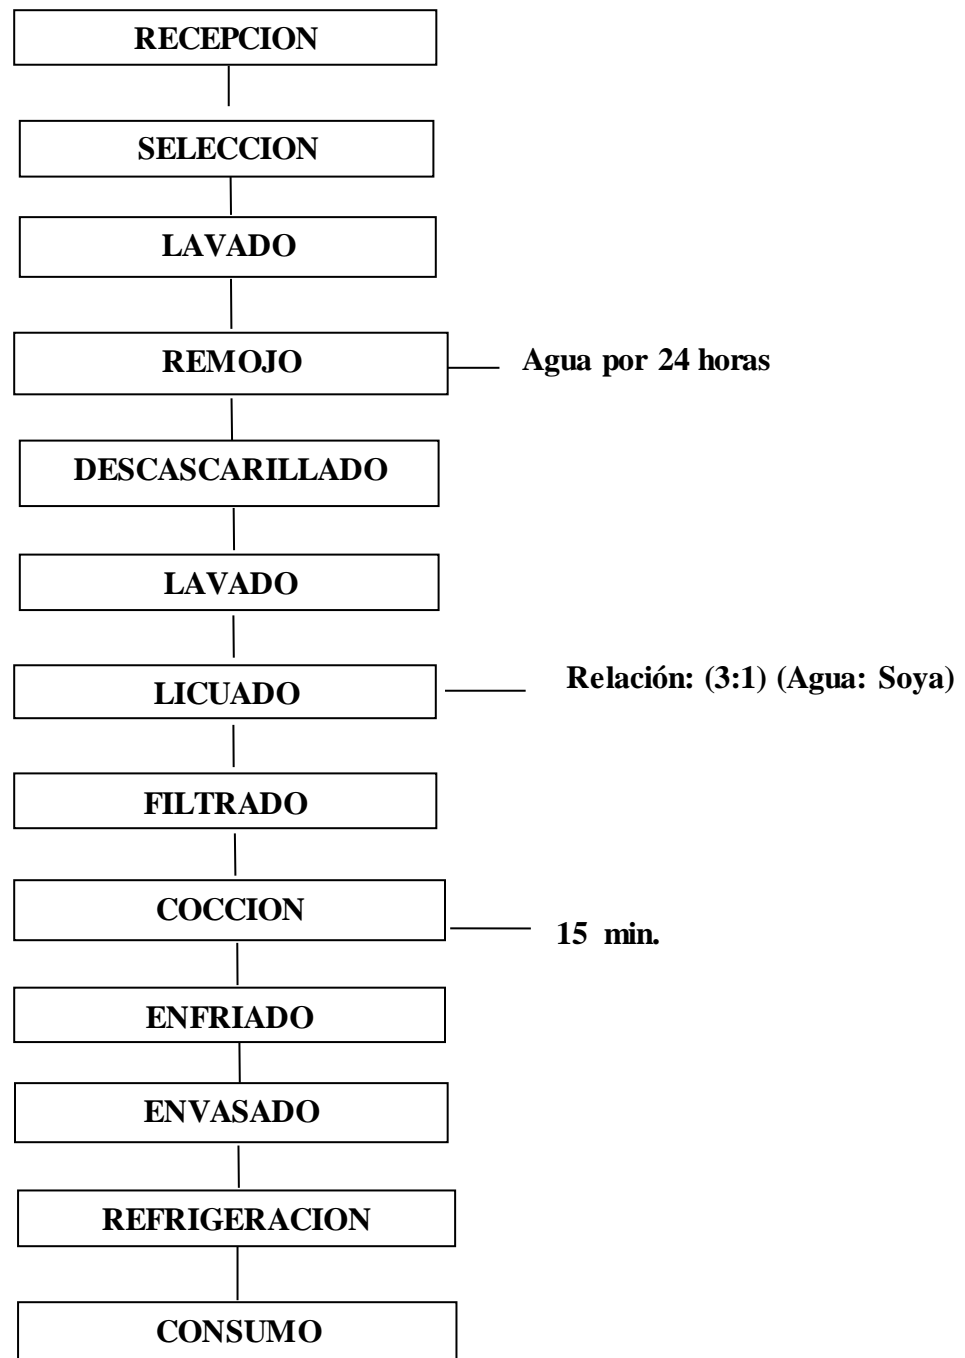 RECEPCION
SELECCION
LAVADO
REMOJO
Agua por 24 horas
DESCASCARILLADO
LAVADO
LICUADO
Relación: (3:1) (Agua: Soya)
FILTRADO
COCCION
15 min.
ENFRIADO
ENVASADO
REFRIGERACION
CONSUMO